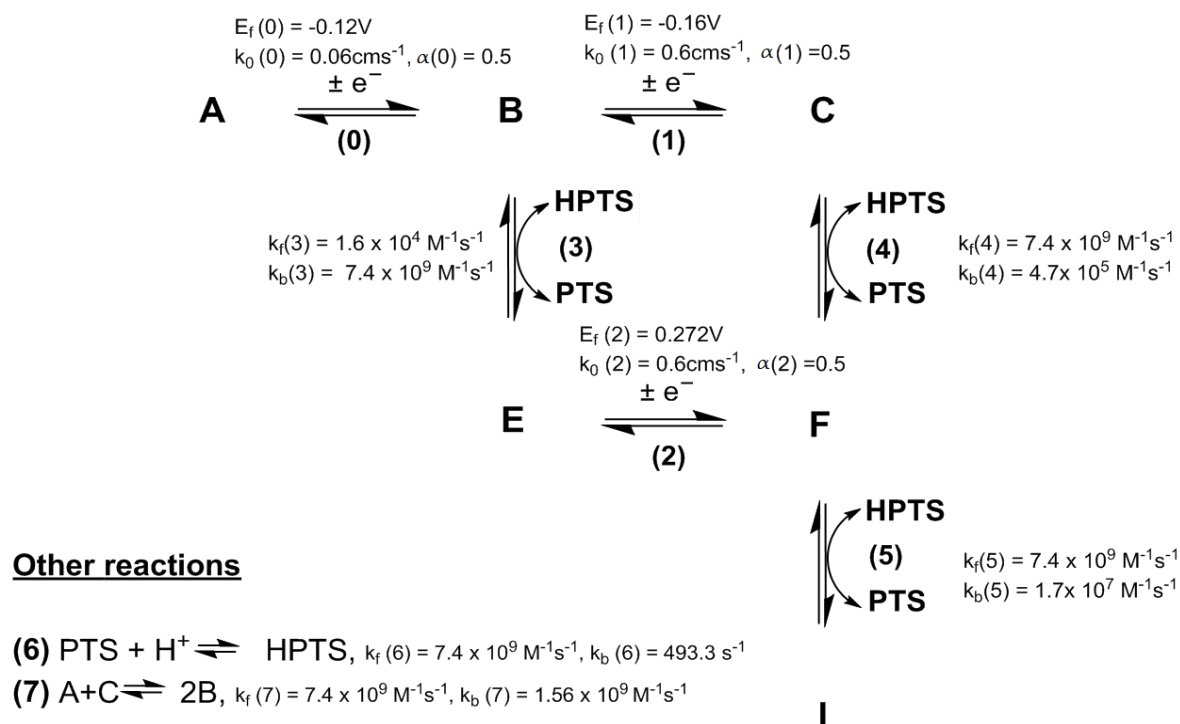 E_f (0) = -0.12V
k_0 (0) = 0.06cms^-1, α(0) = 0.5
± e^−
A
B
(0)
E_f (1) = -0.16V
k_0 (1) = 0.6cms^-1, α(1) =0.5
± e^−
C
(1)
k_f(3) = 1.6 x 10^4 M^-1s^-1
k_b(3) = 7.4 x 10^9 M^-1s^-1
HPTS
(3)
PTS
HPTS
(4)
PTS
k_f(4) = 7.4 x 10^9 M^-1s^-1
k_b(4) = 4.7x 10^5 M^-1s^-1
E_f (2) = 0.272V
k_0 (2) = 0.6cms^-1, α(2) =0.5
± e^−
E
F
(2)
HPTS
(5)
PTS
k_f(5) = 7.4 x 10^9 M^-1s^-1
k_b(5) = 1.7x 10^7 M^-1s^-1
Other reactions
(6) PTS + H^+ ⇌ HPTS, k_f (6) = 7.4 x 10^9 M^-1s^-1, k_b (6) = 493.3 s^-1
(7) A+C ⇌ 2B, k_f (7) = 7.4 x 10^9 M^-1s^-1, k_b (7) = 1.56 x 10^9 M^-1s^-1